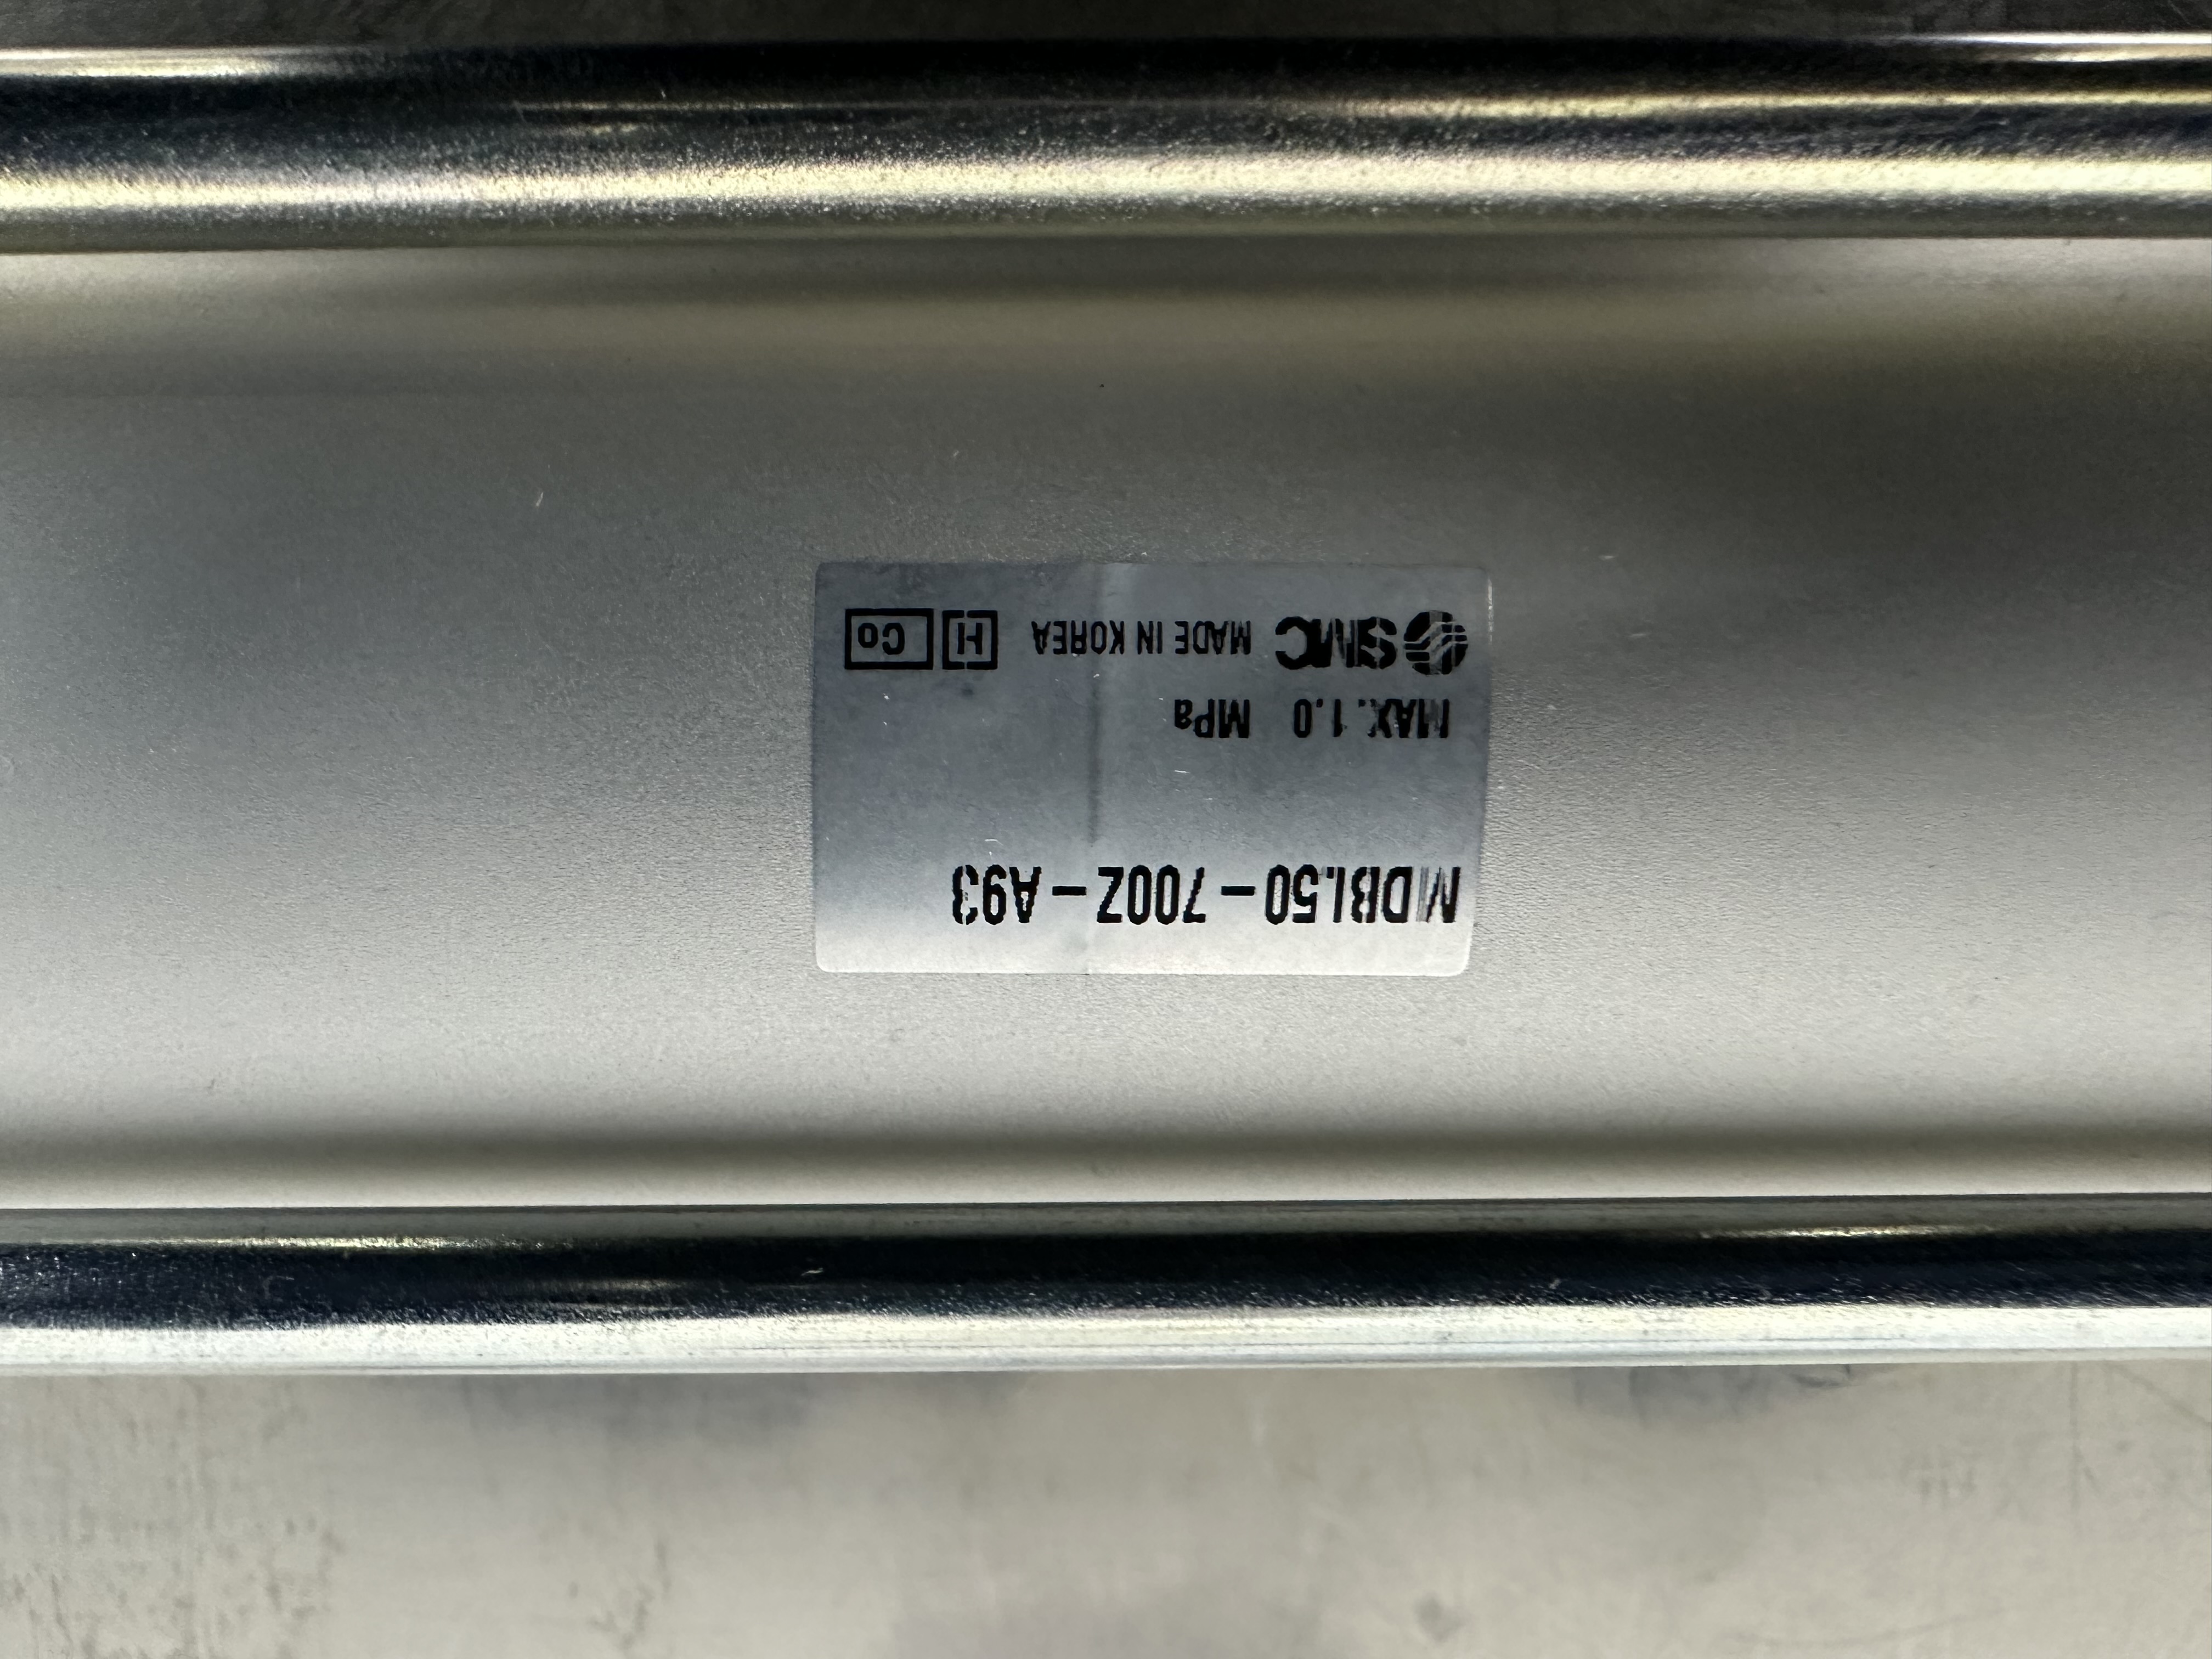 MDBL50-700Z-A93
MAX. 1.0 MPa
SMC MADE IN KOREA H Co